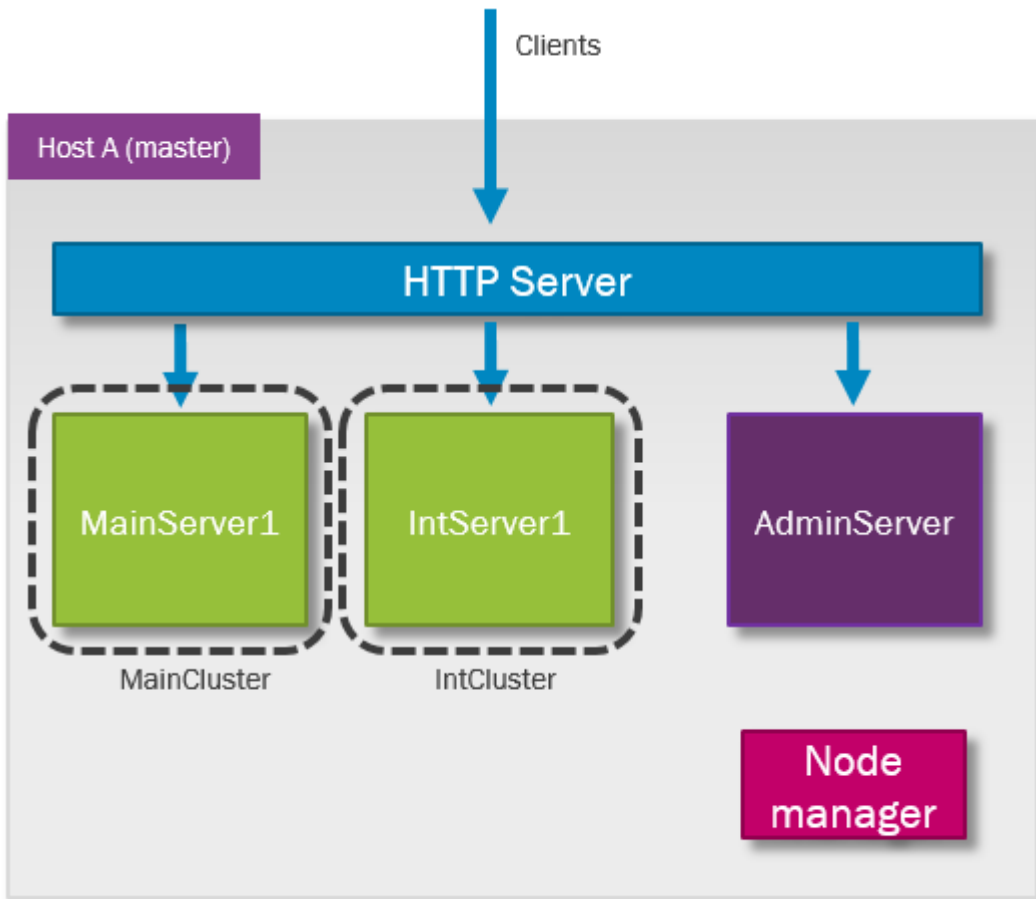 Clients
Host A (master)
HTTP Server
MainServer1
IntServer1
AdminServer
MainCluster
IntCluster
Node
manager